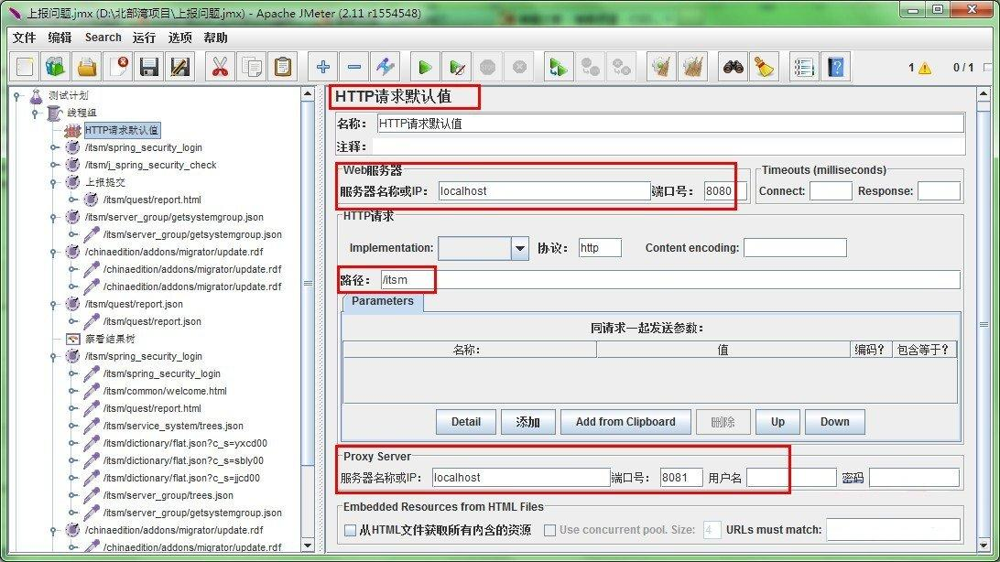 上报问题.jmx (D:\北部湾项目\上报问题.jmx) - Apache JMeter (2.11 r1554548)
文件 编辑 Search 运行 选项 帮助
1 0 / 1
测试计划
线程组
HTTP请求默认值
/itsm/spring_security_login
/itsm/j_spring_security_check
上报提交
/itsm/quest/report.html
/itsm/server_group/getsystemgroup.json
/itsm/server_group/getsystemgroup.json
/chinaedition/addons/migrator/update.rdf
/chinaedition/addons/migrator/update.rdf
/chinaedition/addons/migrator/update.rdf
/itsm/quest/report.json
/itsm/quest/report.json
察看结果树
/itsm/spring_security_login
/itsm/spring_security_login
/itsm/common/welcome.html
/itsm/quest/report.html
/itsm/service_system/trees.json
/itsm/dictionary/flat.json?c_s=yxcd00
/itsm/dictionary/flat.json?c_s=sbly00
/itsm/dictionary/flat.json?c_s=jjcd00
/itsm/server_group/trees.json
/itsm/server_group/getsystemgroup.json
/chinaedition/addons/migrator/update.rdf
/chinaedition/addons/migrator/update.rdf
HTTP请求默认值
名称： HTTP请求默认值
注释：
Web服务器
服务器名称或IP： localhost 端口号： 8080
Timeouts (milliseconds)
Connect: Response:
HTTP请求
Implementation: 协议： http Content encoding:
路径： /itsm
Parameters
同请求一起发送参数：
名称： 值 编码？ 包含等于？
Detail 添加 Add from Clipboard 删除 Up Down
Proxy Server
服务器名称或IP： localhost 端口号： 8081 用户名 密码
Embedded Resources from HTML Files
从HTML文件获取所有内含的资源 Use concurrent pool. Size: 4 URLs must match: